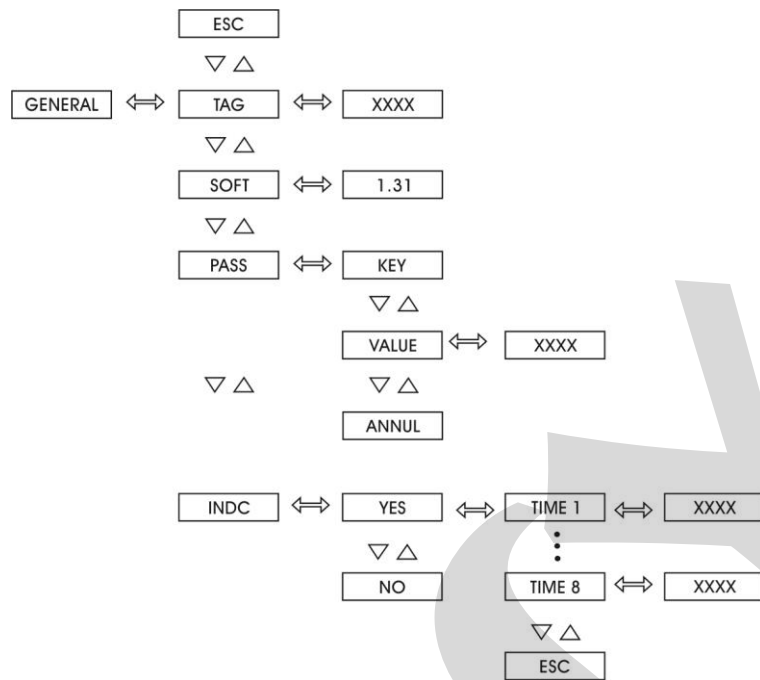 ESC
GENERAL TAG XXXX
SOFT 1.31
PASS KEY
VALUE XXXX
ANNUL
INDC YES TIME 1 XXXX
NO TIME 8 XXXX
ESC